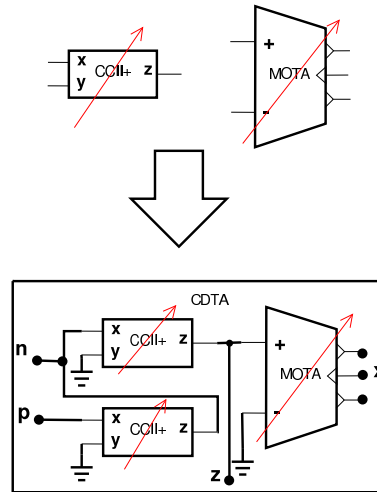 x
CCII+
z
y
+
MOTA
-
CDTA
x
CCII+
z
y
n
+
MOTA
x
-
p
x
CCII+
z
y
z